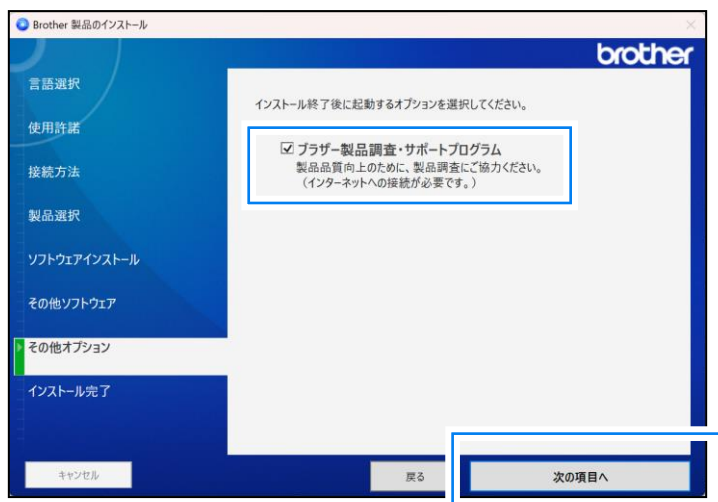 Brother 製品のインストール
brother
言語選択
使用許諾
接続方法
製品選択
ソフトウェアインストール
その他ソフトウェア
その他オプション
インストール完了
インストール終了後に起動するオプションを選択してください。
ブラザー製品調査・サポートプログラム
製品品質向上のために、製品調査にご協力ください。
（インターネットへの接続が必要です。）
キャンセル
戻る
次の項目へ